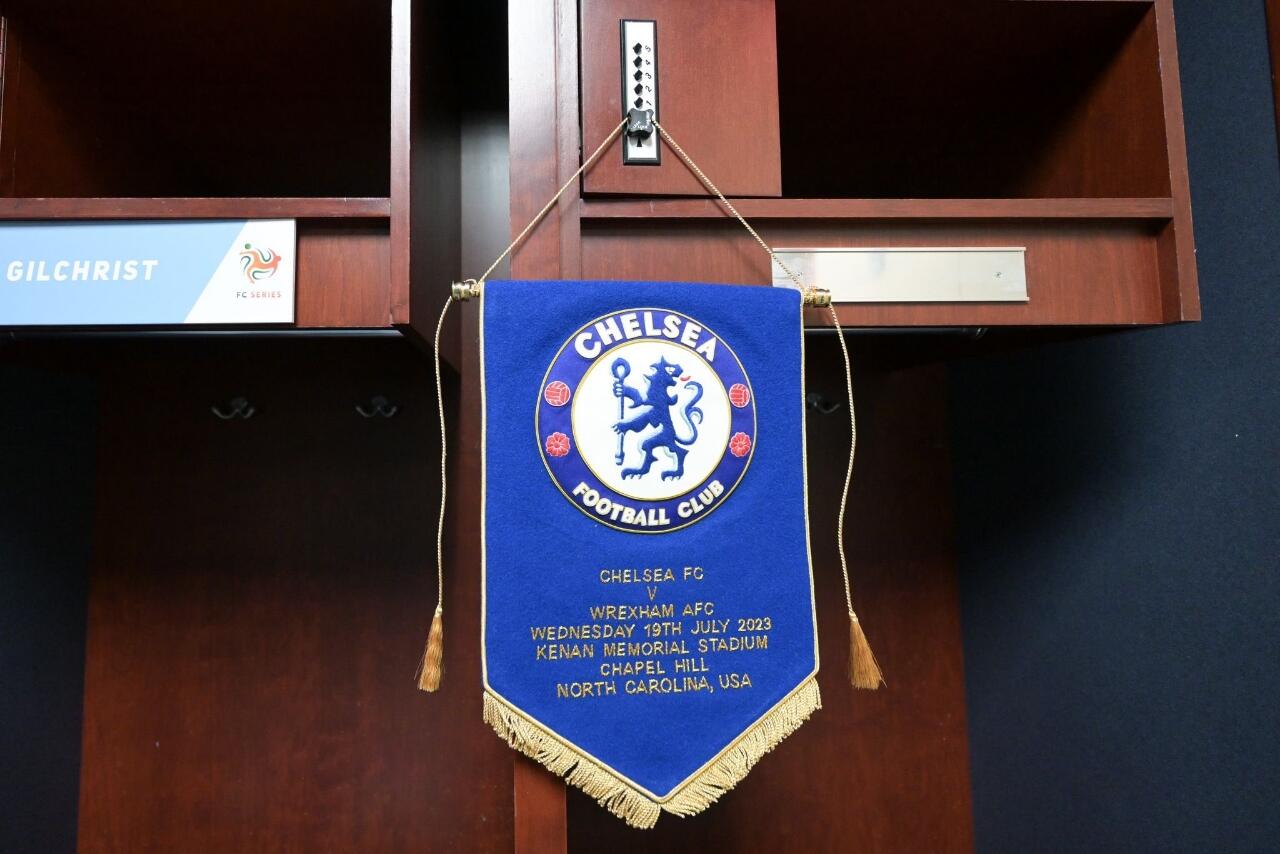 GILCHRIST
FC SERIES
CHELSEA
FOOTBALL CLUB
CHELSEA FC
V
WREXHAM AFC
WEDNESDAY 19TH JULY 2023
KENAN MEMORIAL STADIUM
CHAPEL HILL
NORTH CAROLINA, USA